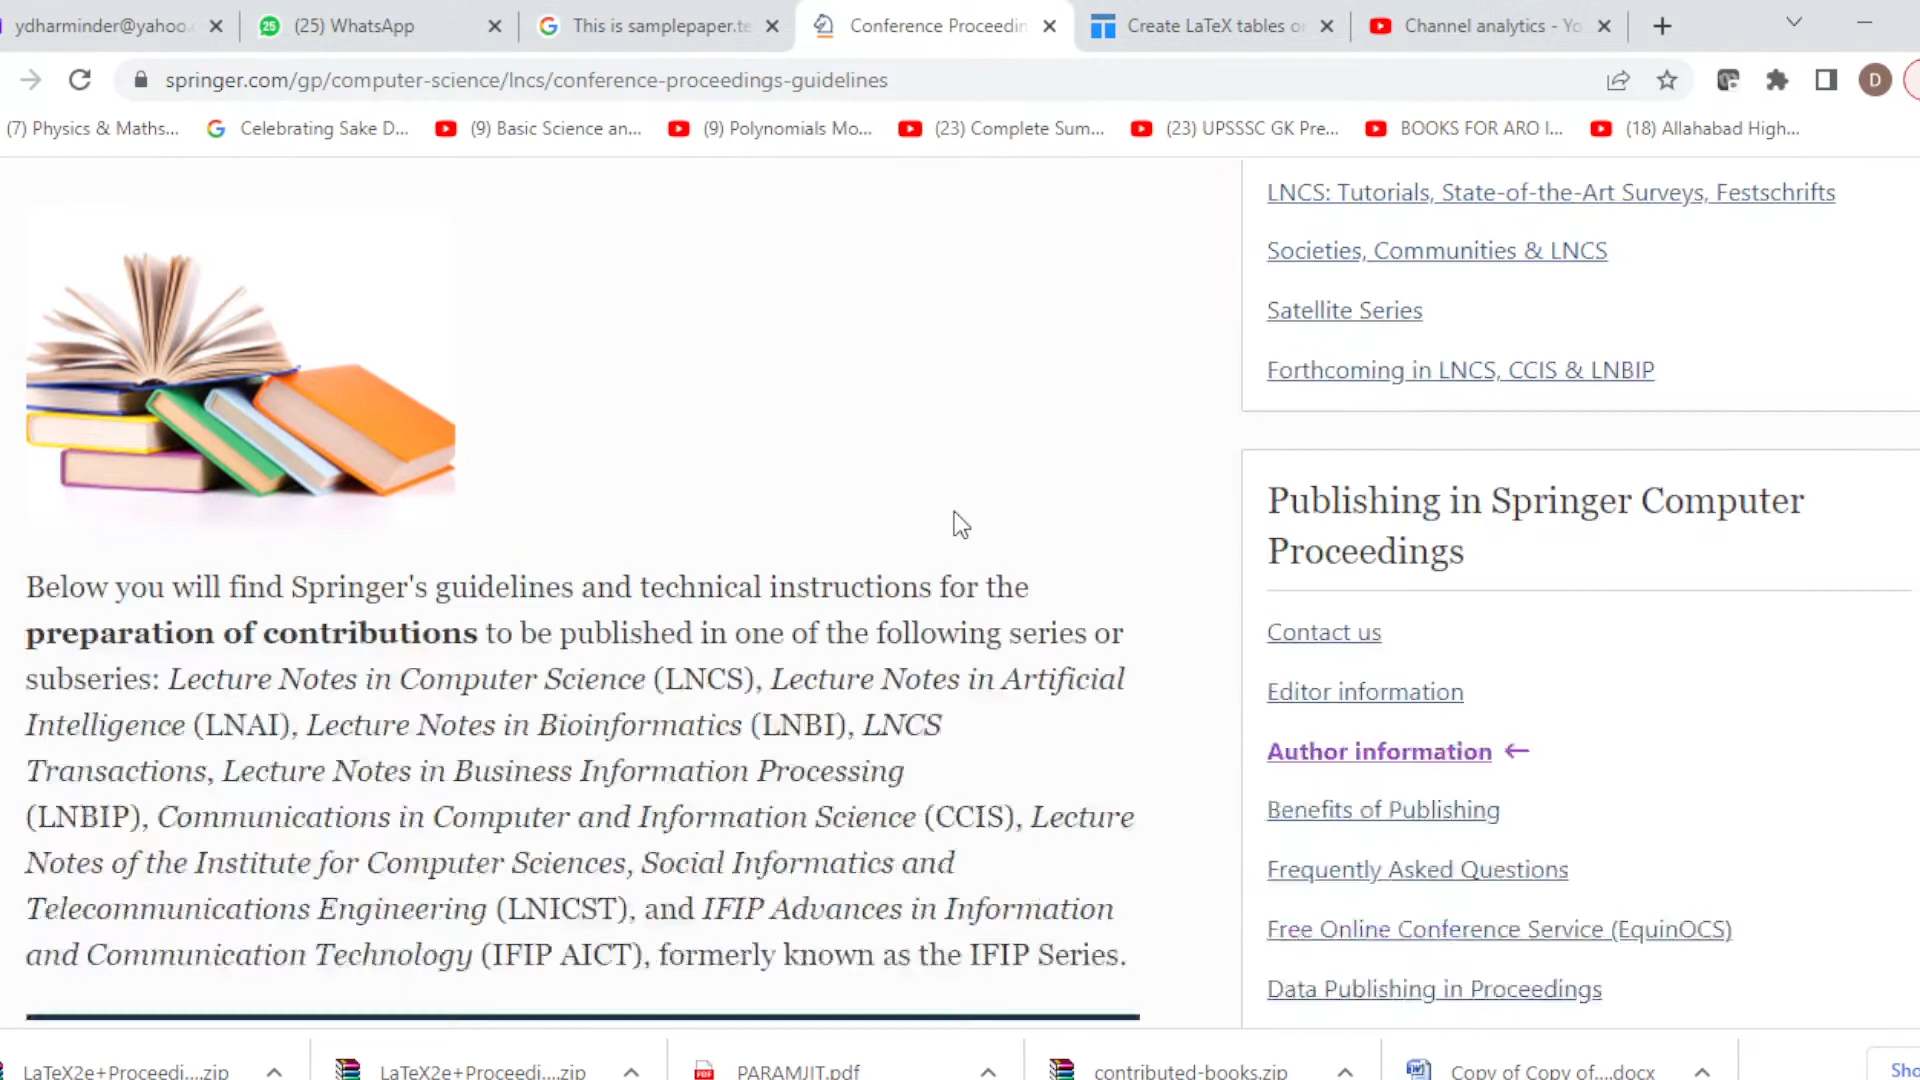 ydharminder@yahoo.
25
(25) WhatsApp
This is samplepaper.te
Conference Proceedin
Create LaTeX tables o
Channel analytics - Yo
springer.com/gp/computer-science/lncs/conference-proceedings-guidelines
D
(7) Physics & Maths...
Celebrating Sake D...
(9) Basic Science an...
(9) Polynomials Mo...
(23) Complete Sum...
(23) UPSSSC GK Pre...
BOOKS FOR ARO I...
(18) Allahabad High...
Below you will find Springer's guidelines and technical instructions for the
preparation of contributions to be published in one of the following series or
subseries: Lecture Notes in Computer Science (LNCS), Lecture Notes in Artificial
Intelligence (LNAI), Lecture Notes in Bioinformatics (LNBI), LNCS
Transactions, Lecture Notes in Business Information Processing
(LNBIP), Communications in Computer and Information Science (CCIS), Lecture
Notes of the Institute for Computer Sciences, Social Informatics and
Telecommunications Engineering (LNICST), and IFIP Advances in Information
and Communication Technology (IFIP AICT), formerly known as the IFIP Series.
LNCS: Tutorials, State-of-the-Art Surveys, Festschrifts
Societies, Communities & LNCS
Satellite Series
Forthcoming in LNCS, CCIS & LNBIP
Publishing in Springer Computer
Proceedings
Contact us
Editor information
Author information ←
Benefits of Publishing
Frequently Asked Questions
Free Online Conference Service (EquinOCS)
Data Publishing in Proceedings
LaTeX2e+Proceedi....zip
LaTeX2e+Proceedi....zip
PDF
PARAMJIT.pdf
contributed-books.zip
Copy of Copy of....docx
Sho